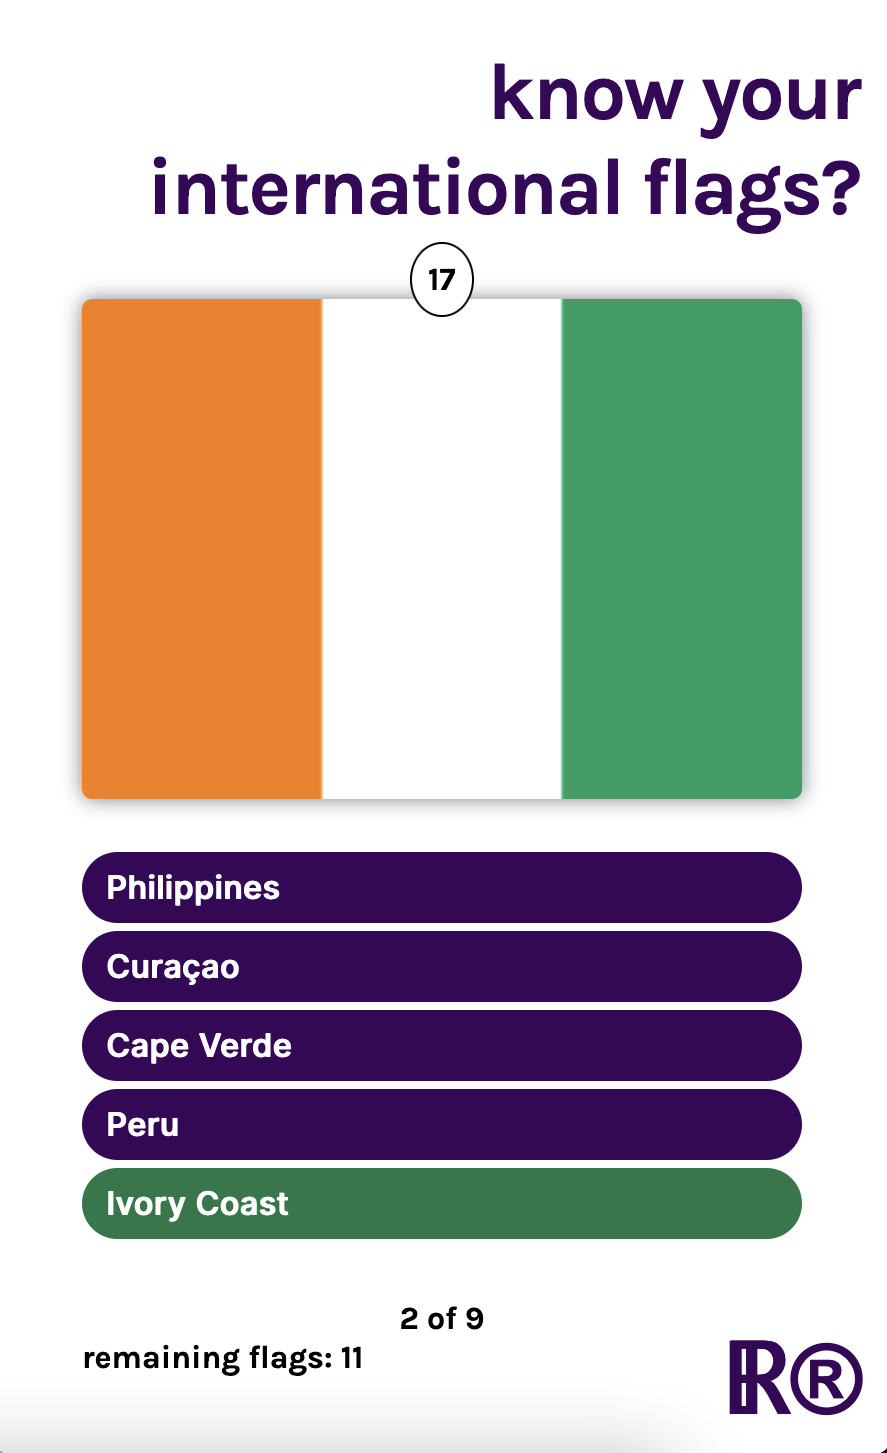 know your
international flags?
17
Philippines
Curaçao
Cape Verde
Peru
Ivory Coast
2 of 9
remaining flags: 11
R®